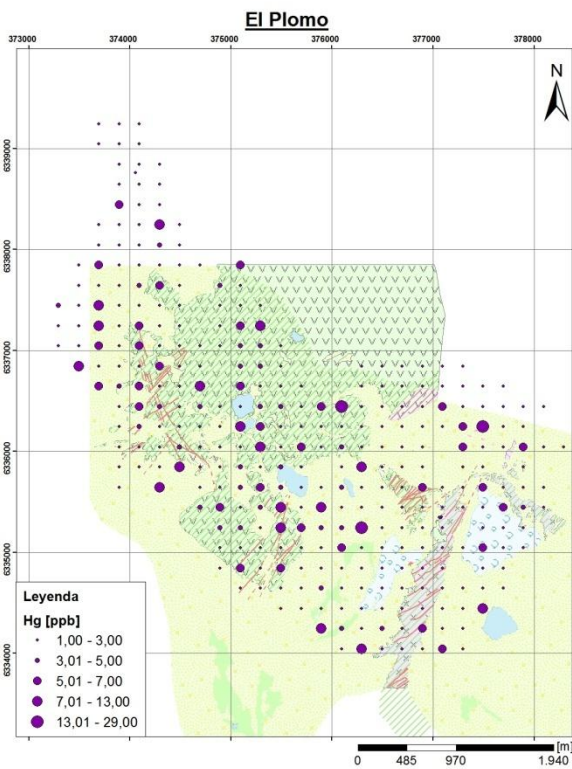 El Plomo
373000 374000 375000 376000 377000 378000
N
6339000
6338000
6337000
6336000
6335000
6334000
Leyenda
Hg [ppb]
1,00 - 3,00
3,01 - 5,00
5,01 - 7,00
7,01 - 13,00
13,01 - 29,00
[m]
0 485 970 1.940